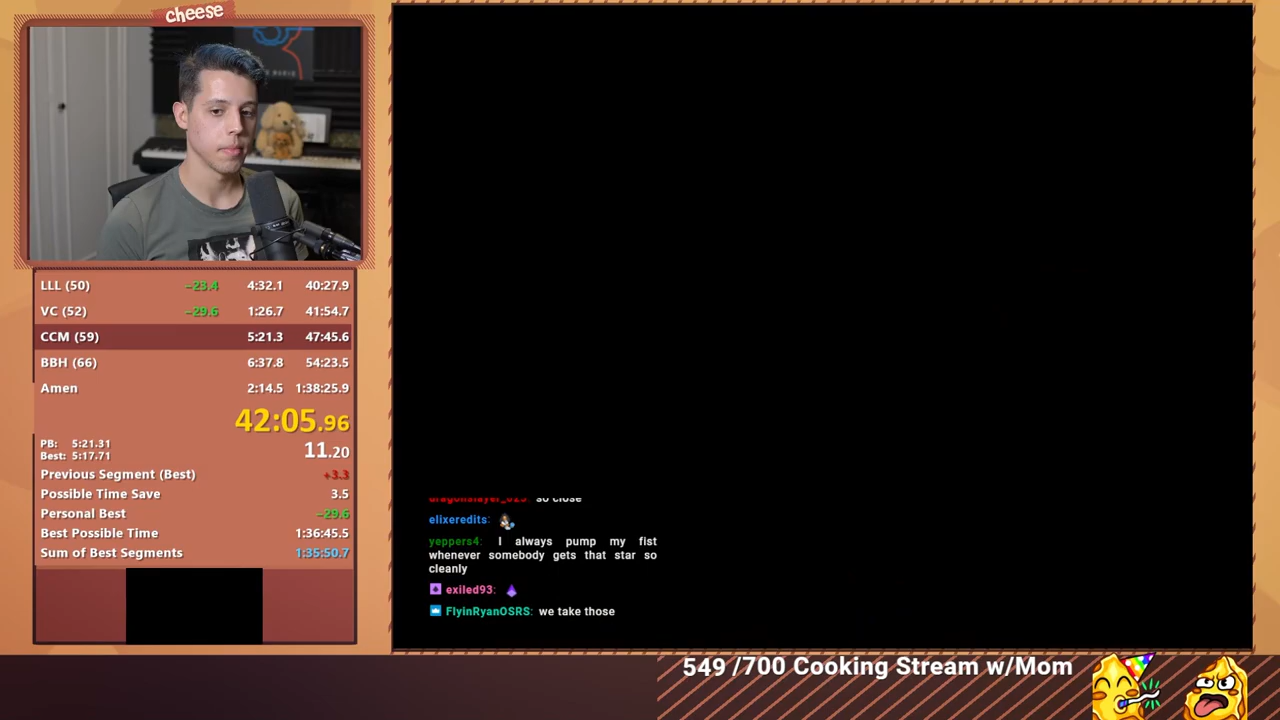 cheese
LLL (50) -23.4 4:32.1 40:27.9
VC (52) -29.6 1:26.7 41:54.7
CCM (59) 5:21.3 47:45.6
BBH (66) 6:37.8 54:23.5
Amen 2:14.5 1:38:25.9
42:05.96
PB: 5:21.31
Best: 5:17.71
11.20
Previous Segment (Best) +3.3
Possible Time Save 3.5
Personal Best -29.6
Best Possible Time 1:36:45.5
Sum of Best Segments 1:35:50.7
so close
elixeredits:
yeppers4: I always pump my fist
whenever somebody gets that star so
cleanly
exiled93:
FlyinRyanOSRS: we take those
549 /700 Cooking Stream w/Mom